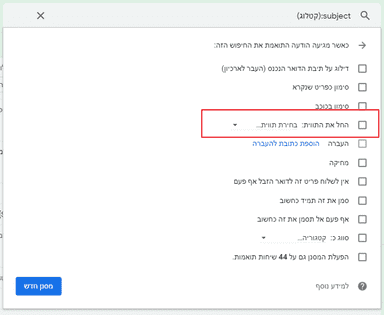 subject:(קטלוג)
כאשר מגיעה הודעה התואמת את החיפוש הזה:
דילוג על תיבת הדואר הנכנס (העבר לארכיון)
סימון כפריט שנקרא
סימון בכוכב
החל את התווית: בחירת תווית...
העברה הוספת כתובת להעברה
מחיקה
אין לשלוח פריט זה לדואר הזבל אף פעם
סמן את זה תמיד כחשוב
אף פעם אל תסמן את זה כחשוב
סווג כ: קטגוריה...
הפעלת המסנן גם על 44 שיחות תואמות.
למידע נוסף
מסנן חדש